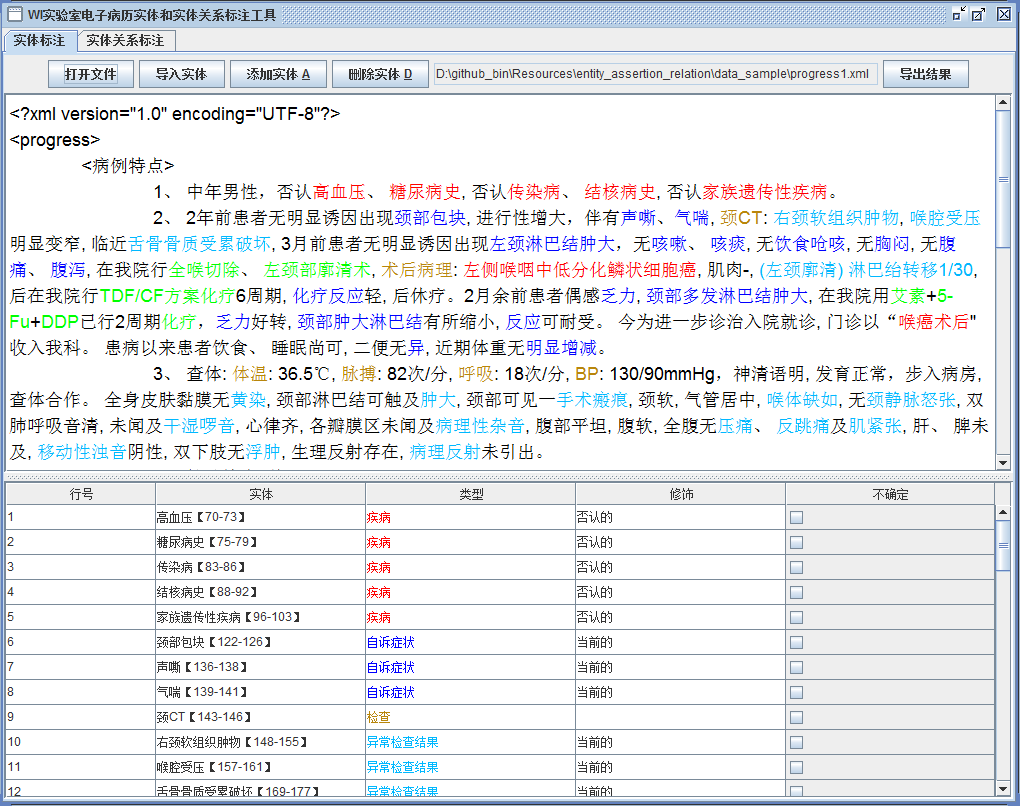 WI实验室电子病历实体和实体关系标注工具
实体标注 实体关系标注
打开文件 导入实体 添加实体 A 删除实体 D D:\github_bin\Resources\entity_assertion_relation\data_sample\progress1.xml 导出结果
<?xml version="1.0" encoding="UTF-8"?>
<progress>
<病例特点>
1、 中年男性，否认高血压、 糖尿病史, 否认传染病、 结核病史, 否认家族遗传性疾病。
2、 2年前患者无明显诱因出现颈部包块, 进行性增大，伴有声嘶、气喘, 颈CT: 右颈软组织肿物, 喉腔受压
明显变窄, 临近舌骨骨质受累破坏, 3月前患者无明显诱因出现左颈淋巴结肿大，无咳嗽、 咳痰, 无饮食呛咳, 无胸闷, 无腹
痛、 腹泻, 在我院行全喉切除、 左颈部廓清术, 术后病理: 左侧喉咽中低分化鳞状细胞癌, 肌肉-, (左颈廓清) 淋巴给转移1/30,
后在我院行TDF/CF方案化疗6周期, 化疗反应轻, 后休疗。2月余前患者偶感乏力, 颈部多发淋巴结肿大, 在我院用艾素+5-
Fu+DDP已行2周期化疗，乏力好转, 颈部肿大淋巴结有所缩小, 反应可耐受。 今为进一步诊治入院就诊, 门诊以“喉癌术后"
收入我科。 患病以来患者饮食、 睡眠尚可, 二便无异, 近期体重无明显增减。
3、 查体: 体温: 36.5℃, 脉搏: 82次/分, 呼吸: 18次/分, BP: 130/90mmHg，神清语明, 发育正常，步入病房,
查体合作。 全身皮肤黏膜无黄染, 颈部淋巴结可触及肿大, 颈部可见一手术瘢痕, 颈软, 气管居中, 喉体缺如, 无颈静脉怒张, 双
肺呼吸音清, 未闻及干湿啰音, 心律齐, 各瓣膜区未闻及病理性杂音, 腹部平坦, 腹软, 全腹无压痛、 反跳痛及肌紧张, 肝、 脾未
及, 移动性浊音阴性, 双下肢无浮肿, 生理反射存在, 病理反射未引出。
行号 实体 类型 修饰 不确定
1 高血压【70-73】 疾病 否认的
2 糖尿病史【75-79】 疾病 否认的
3 传染病【83-86】 疾病 否认的
4 结核病史【88-92】 疾病 否认的
5 家族遗传性疾病【96-103】 疾病 否认的
6 颈部包块【122-126】 自诉症状 当前的
7 声嘶【136-138】 自诉症状 当前的
8 气喘【139-141】 自诉症状 当前的
9 颈CT【143-146】 检查
10 右颈软组织肿物【148-155】 异常检查结果 当前的
11 喉腔受压【157-161】 异常检查结果 当前的
12 舌骨骨质受累破坏【169-177】 异常检查结果 当前的